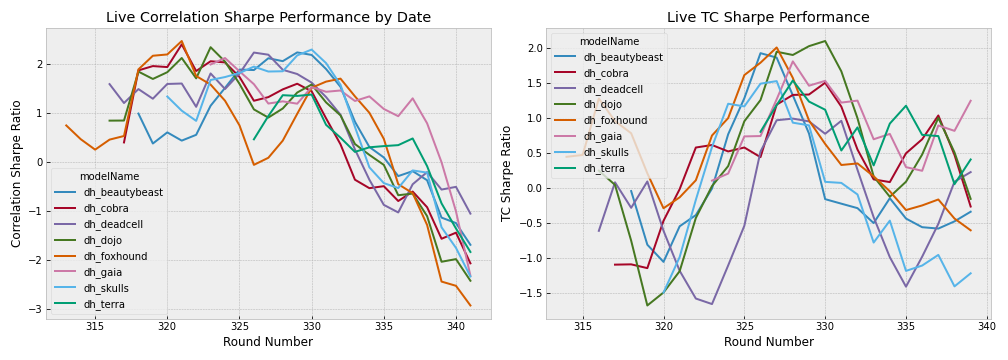 Live Correlation Sharpe Performance by Date
Correlation Sharpe Ratio
2
1
0
−1
−2
−3
modelName
dh_beautybeast
dh_cobra
dh_deadcell
dh_dojo
dh_foxhound
dh_gaia
dh_skulls
dh_terra
315 320 325 330 335 340
Round Number
Live TC Sharpe Performance
TC Sharpe Ratio
2.0
1.5
1.0
0.5
0.0
−0.5
−1.0
−1.5
modelName
dh_beautybeast
dh_cobra
dh_deadcell
dh_dojo
dh_foxhound
dh_gaia
dh_skulls
dh_terra
315 320 325 330 335 340
Round Number